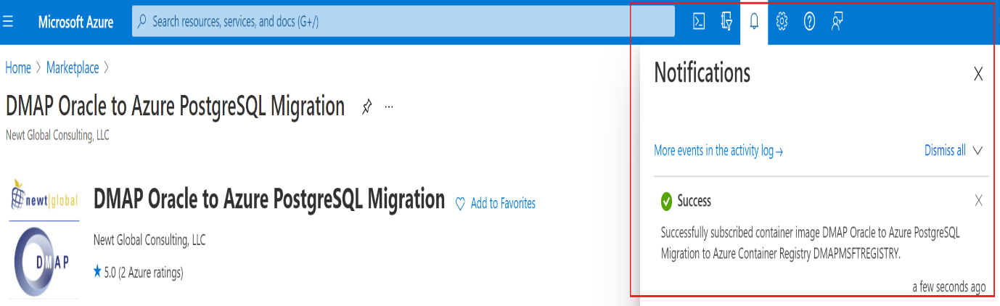 Microsoft Azure
Search resources, services, and docs (G+/)
Home > Marketplace >
DMAP Oracle to Azure PostgreSQL Migration ...
Newt Global Consulting, LLC
newt|global
DMAP
DMAP Oracle to Azure PostgreSQL Migration
Add to Favorites
Newt Global Consulting, LLC
5.0 (2 Azure ratings)
Notifications
More events in the activity log →
Dismiss all
Success
Successfully subscribed container image DMAP Oracle to Azure PostgreSQL
Migration to Azure Container Registry DMAPMSFTREGISTRY.
a few seconds ago